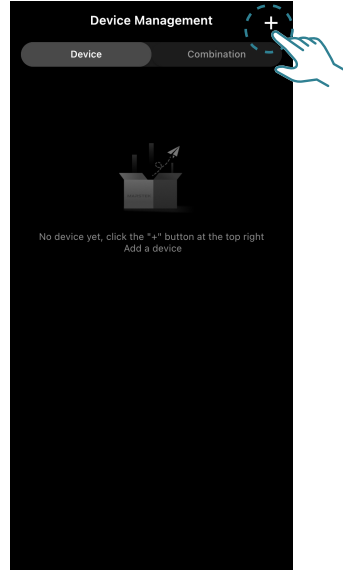 Device Management
+
Device
Combination
No device yet, click the "+" button at the top right
Add a device